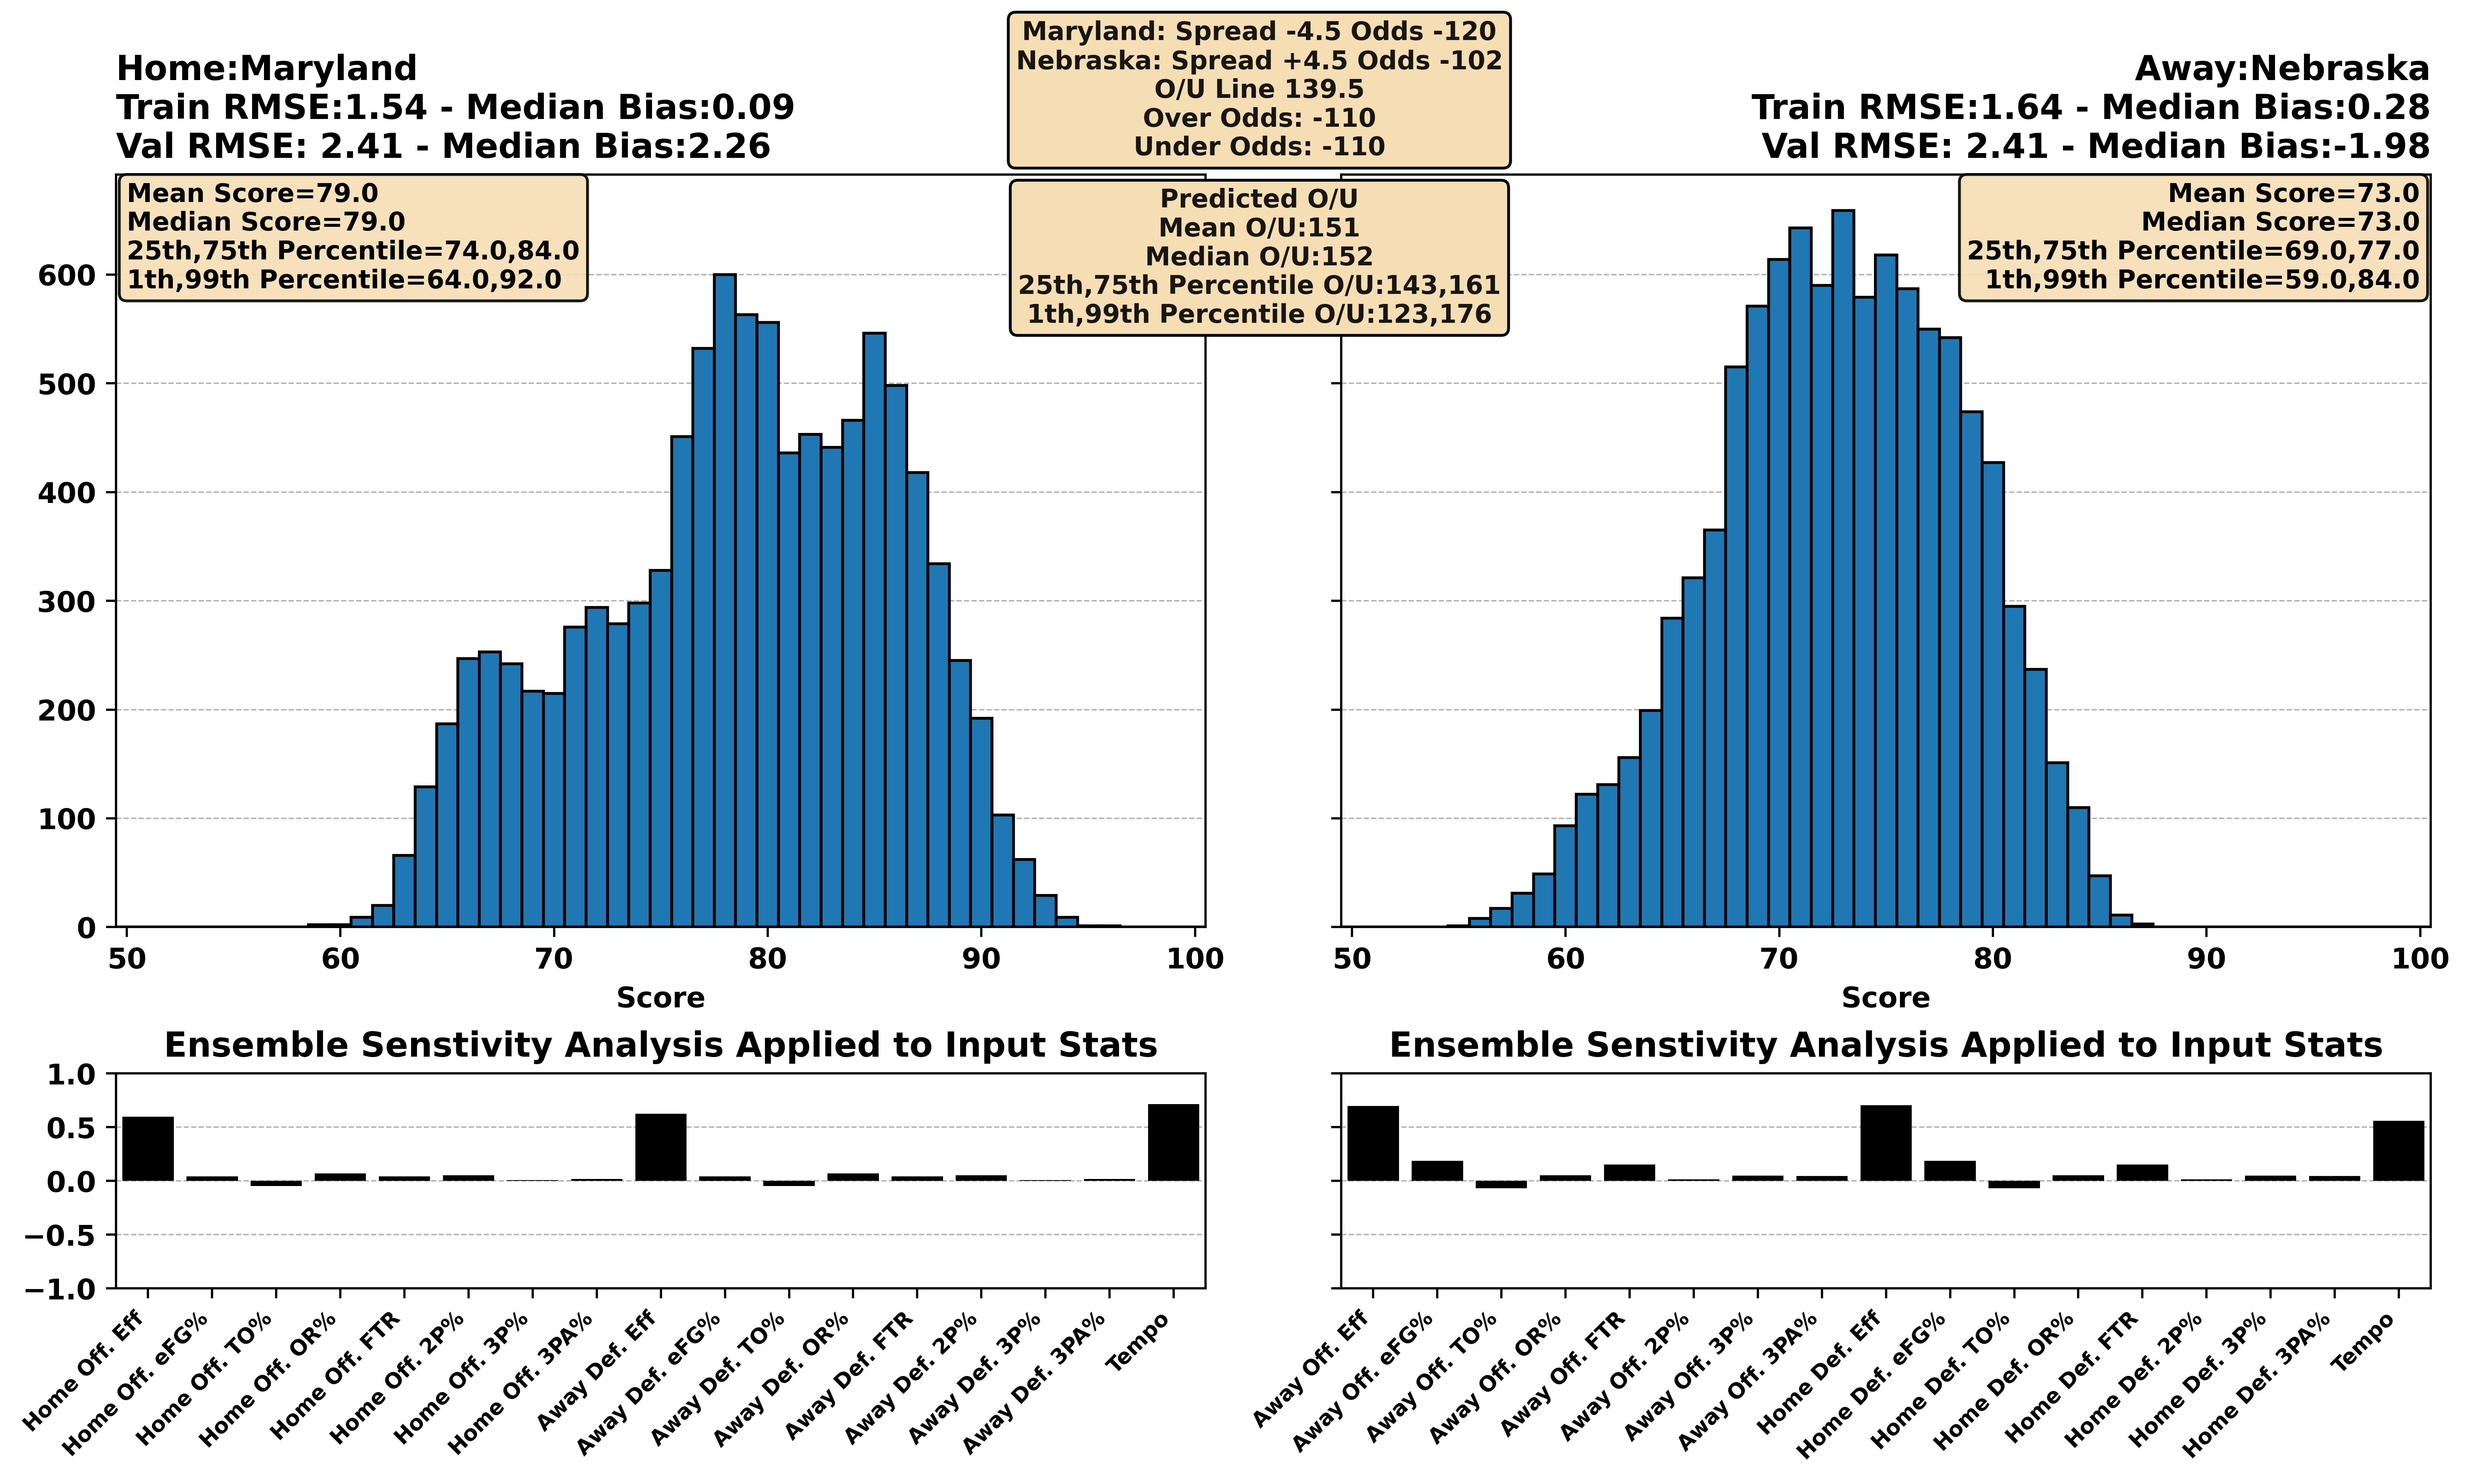 Maryland: Spread -4.5 Odds -120
Nebraska: Spread +4.5 Odds -102
O/U Line 139.5
Over Odds: -110
Under Odds: -110
Home:Maryland
Train RMSE:1.54 - Median Bias:0.09
Val RMSE: 2.41 - Median Bias:2.26
Away:Nebraska
Train RMSE:1.64 - Median Bias:0.28
Val RMSE: 2.41 - Median Bias:-1.98
Mean Score=79.0
Median Score=79.0
25th,75th Percentile=74.0,84.0
1th,99th Percentile=64.0,92.0
Predicted O/U
Mean O/U:151
Median O/U:152
25th,75th Percentile O/U:143,161
1th,99th Percentile O/U:123,176
Mean Score=73.0
Median Score=73.0
25th,75th Percentile=69.0,77.0
1th,99th Percentile=59.0,84.0
600
500
400
300
200
100
0
50 60 70 80 90 100
Score
50 60 70 80 90 100
Score
Ensemble Senstivity Analysis Applied to Input Stats
Ensemble Senstivity Analysis Applied to Input Stats
1.0
0.5
0.0
−0.5
−1.0
Home Off. Eff
Home Off. eFG%
Home Off. TO%
Home Off. OR%
Home Off. FTR
Home Off. 2P%
Home Off. 3P%
Home Off. 3PA%
Away Def. Eff
Away Def. eFG%
Away Def. TO%
Away Def. OR%
Away Def. FTR
Away Def. 2P%
Away Def. 3P%
Away Def. 3PA%
Tempo
Away Off. Eff
Away Off. eFG%
Away Off. TO%
Away Off. OR%
Away Off. FTR
Away Off. 2P%
Away Off. 3P%
Away Off. 3PA%
Home Def. Eff
Home Def. eFG%
Home Def. TO%
Home Def. OR%
Home Def. FTR
Home Def. 2P%
Home Def. 3P%
Home Def. 3PA%
Tempo